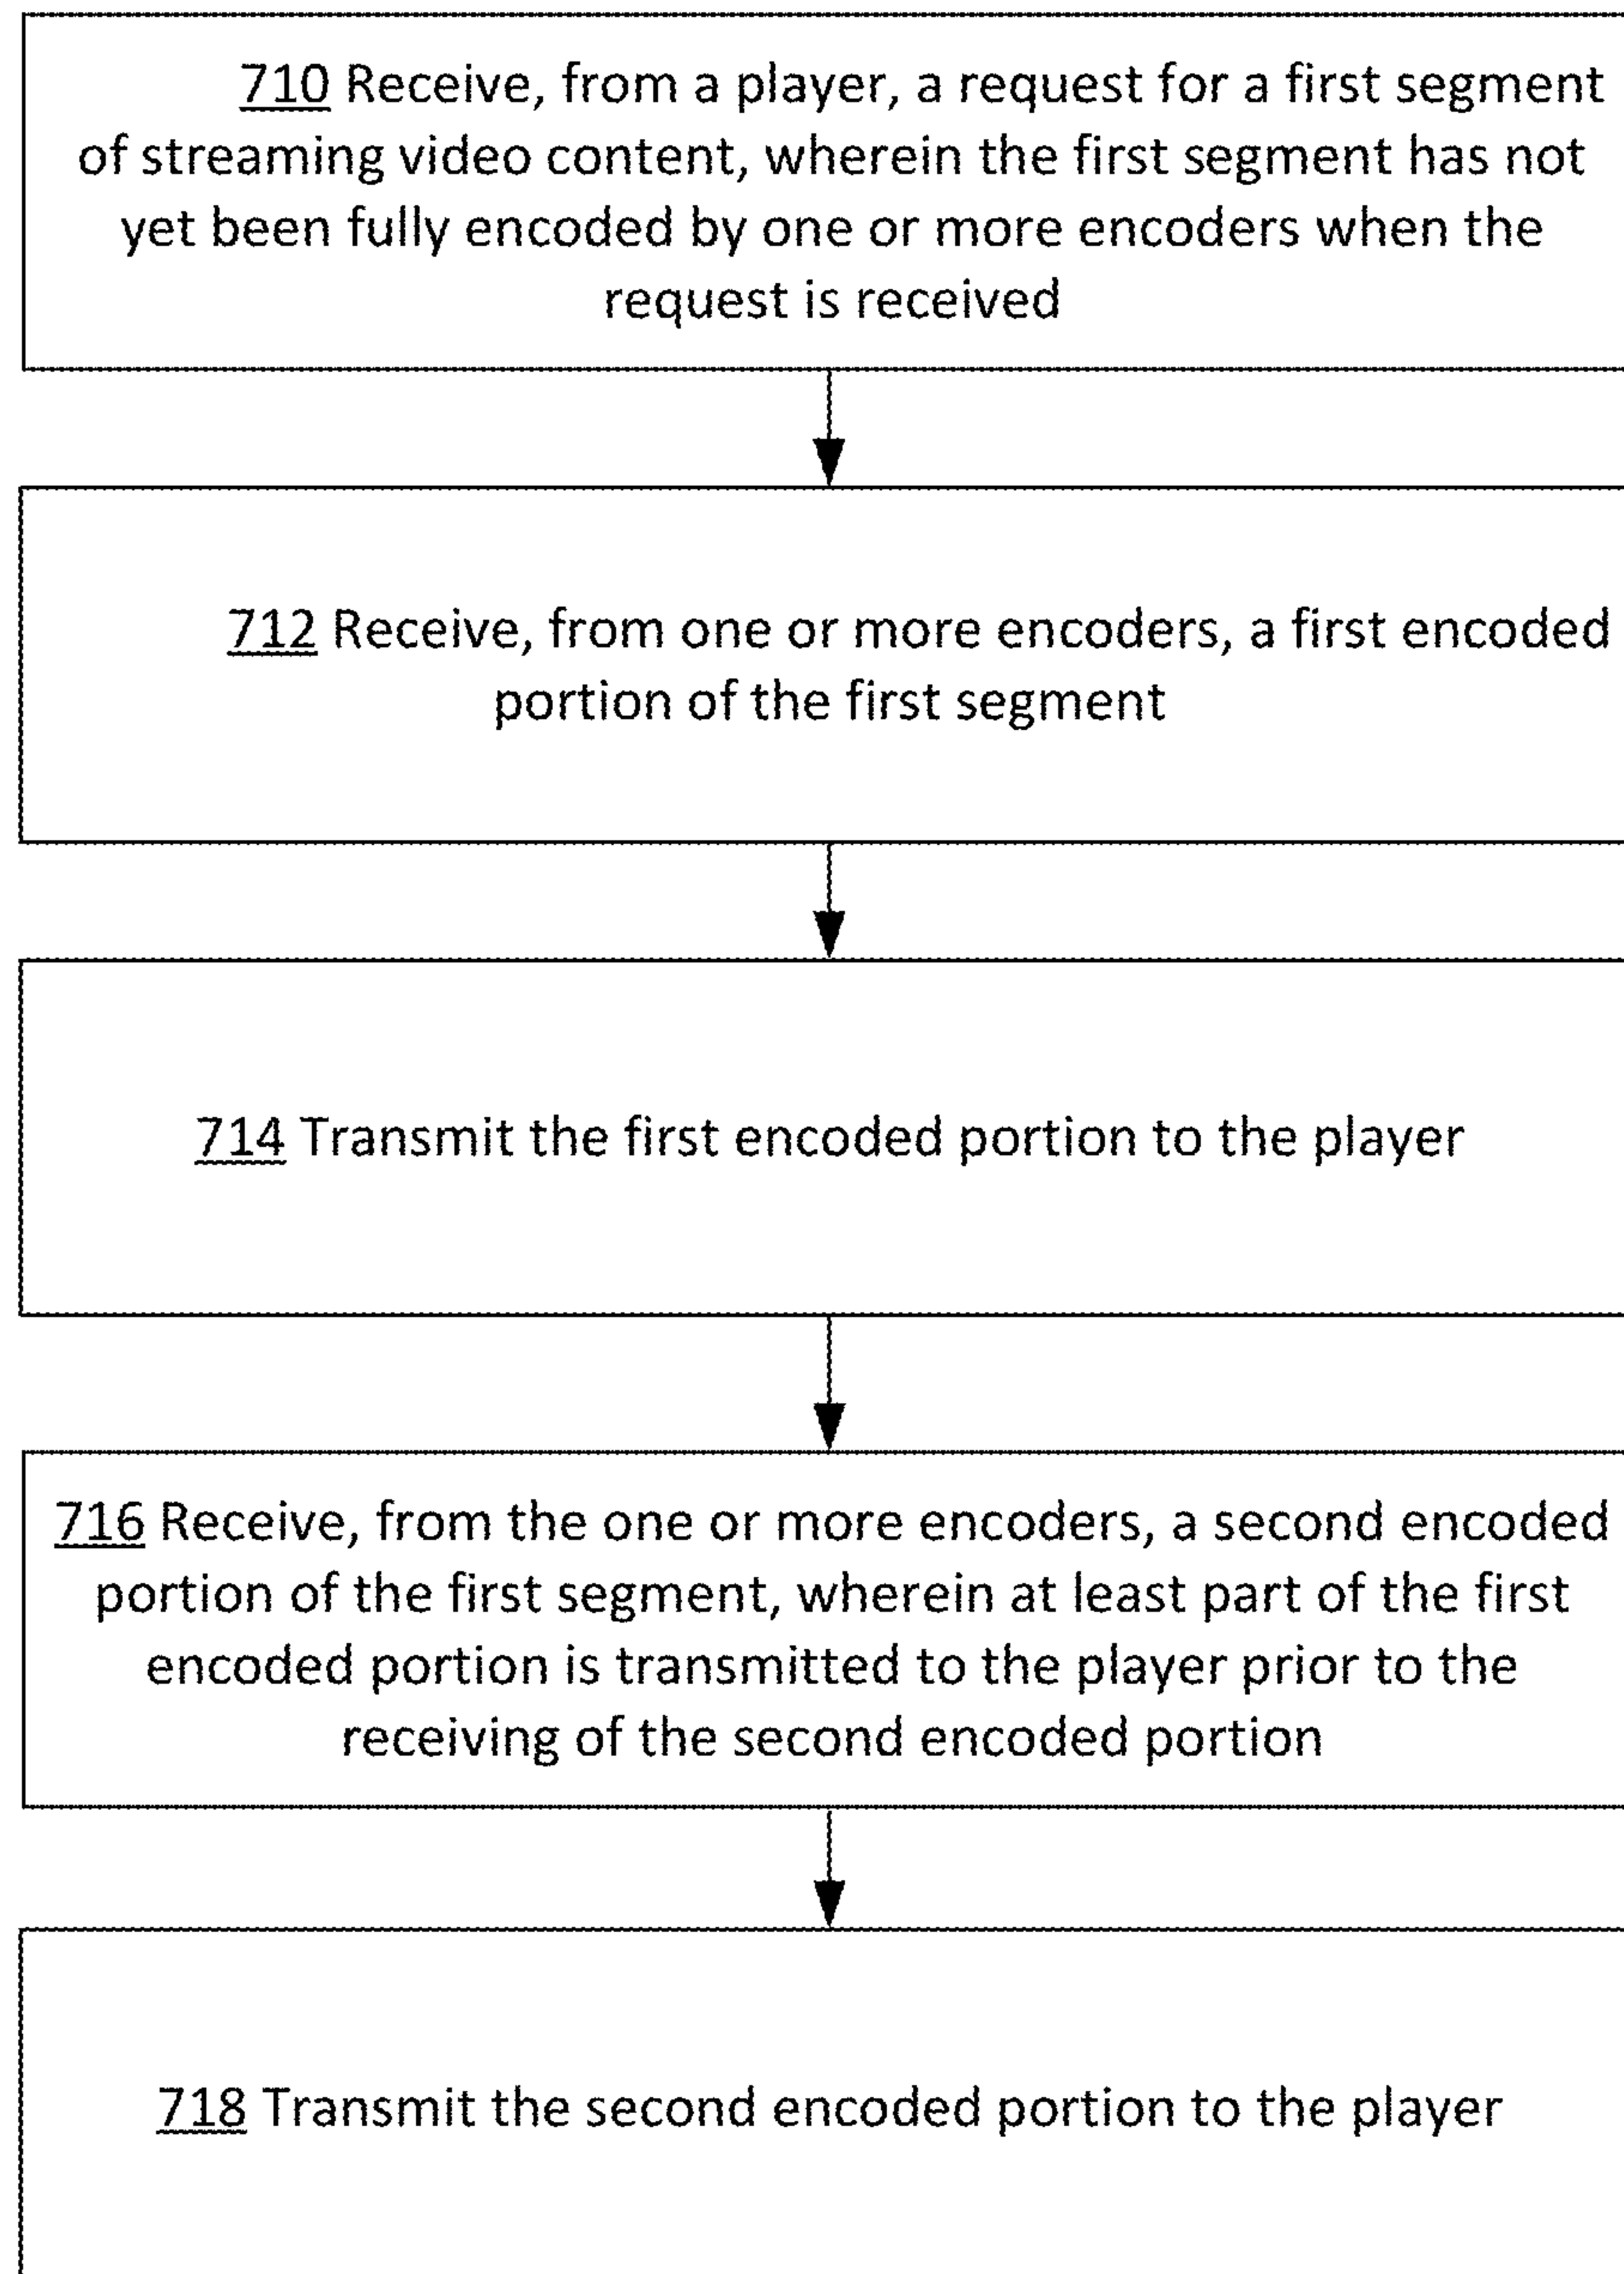 710 Receive, from a player, a request for a first segment
of streaming video content, wherein the first segment has not
yet been fully encoded by one or more encoders when the
request is received
712 Receive, from one or more encoders, a first encoded
portion of the first segment
714 Transmit the first encoded portion to the player
716 Receive, from the one or more encoders, a second encoded
portion of the first segment, wherein at least part of the first
encoded portion is transmitted to the player prior to the
receiving of the second encoded portion
718 Transmit the second encoded portion to the player